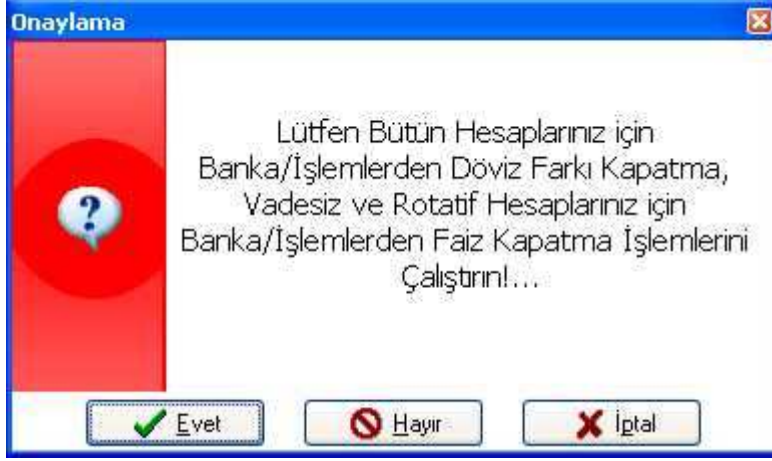 Onaylama
Lütfen Bütün Hesaplarınız için
Banka/İşlemlerden Döviz Farkı Kapatma,
Vadesiz ve Rotatif Hesaplarınız için
Banka/İşlemlerden Faiz Kapatma İşlemlerini
Çalıştırın!...
Evet
Hayır
İptal